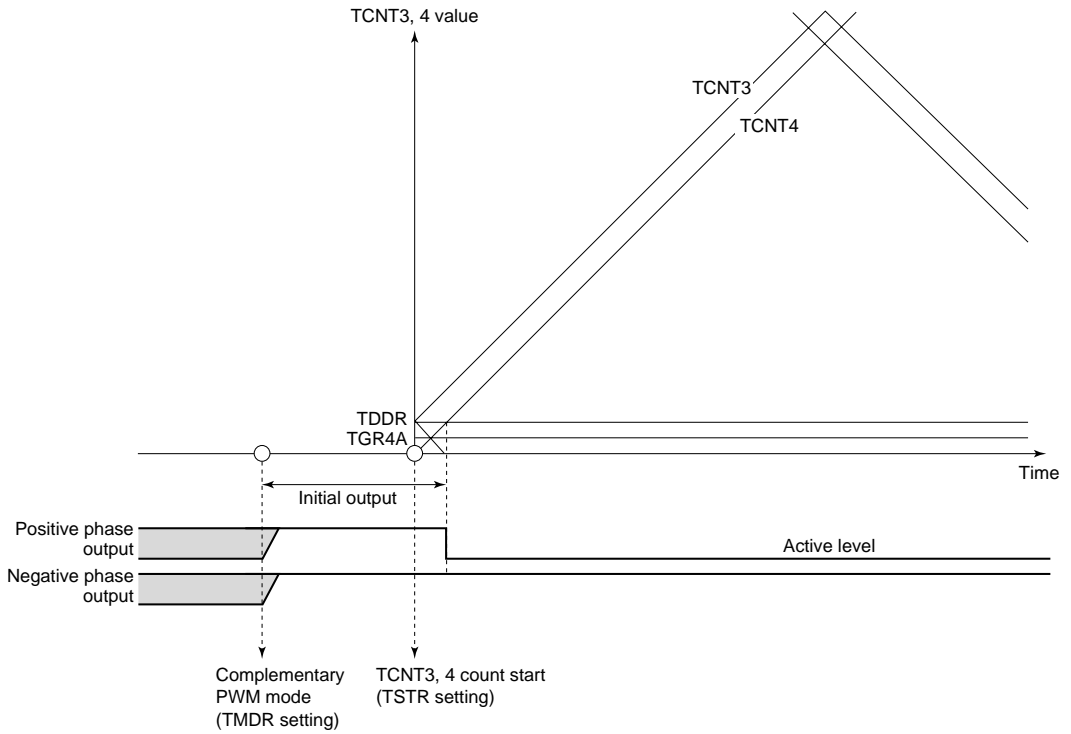 TCNT3, 4 value
TCNT3
TCNT4
TDDR
TGR4A
Time
Initial output
Positive phase
output
Active level
Negative phase
output
Complementary
PWM mode
(TMDR setting)
TCNT3, 4 count start
(TSTR setting)